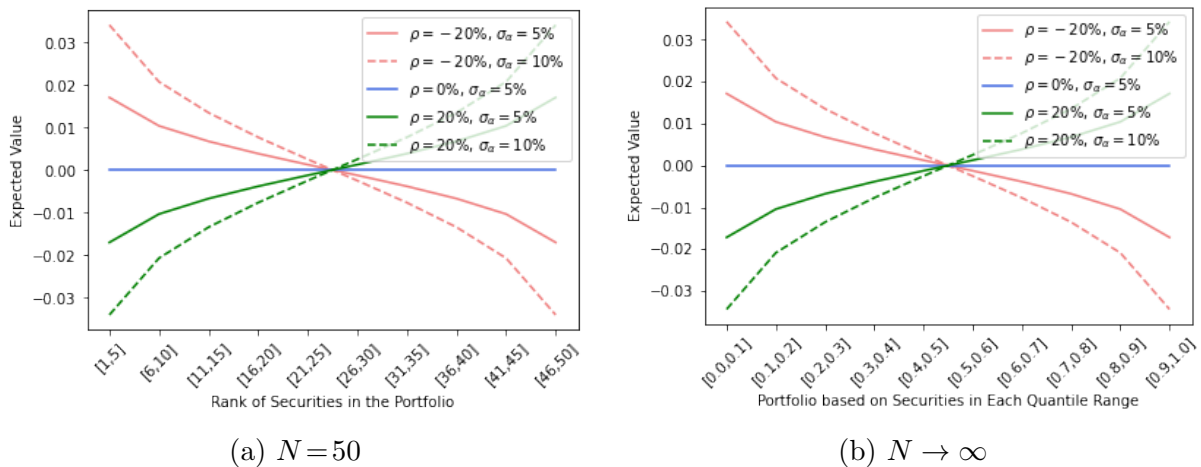 Expected Value
0.03
0.02
0.01
0.00
−0.01
−0.02
−0.03
ρ = −20%, σα = 5%
ρ = −20%, σα = 10%
ρ = 0%, σα = 5%
ρ = 20%, σα = 5%
ρ = 20%, σα = 10%
[1,5] [6,10] [11,15] [16,20] [21,25] [26,30] [31,35] [36,40] [41,45] [46,50]
Rank of Securities in the Portfolio
(a) N = 50
Expected Value
0.03
0.02
0.01
0.00
−0.01
−0.02
−0.03
ρ = −20%, σα = 5%
ρ = −20%, σα = 10%
ρ = 0%, σα = 5%
ρ = 20%, σα = 5%
ρ = 20%, σα = 10%
[0.0,0.1] [0.1,0.2] [0.2,0.3] [0.3,0.4] [0.4,0.5] [0.5,0.6] [0.6,0.7] [0.7,0.8] [0.8,0.9] [0.9,1.0]
Portfolio based on Securities in Each Quantile Range
(b) N → ∞